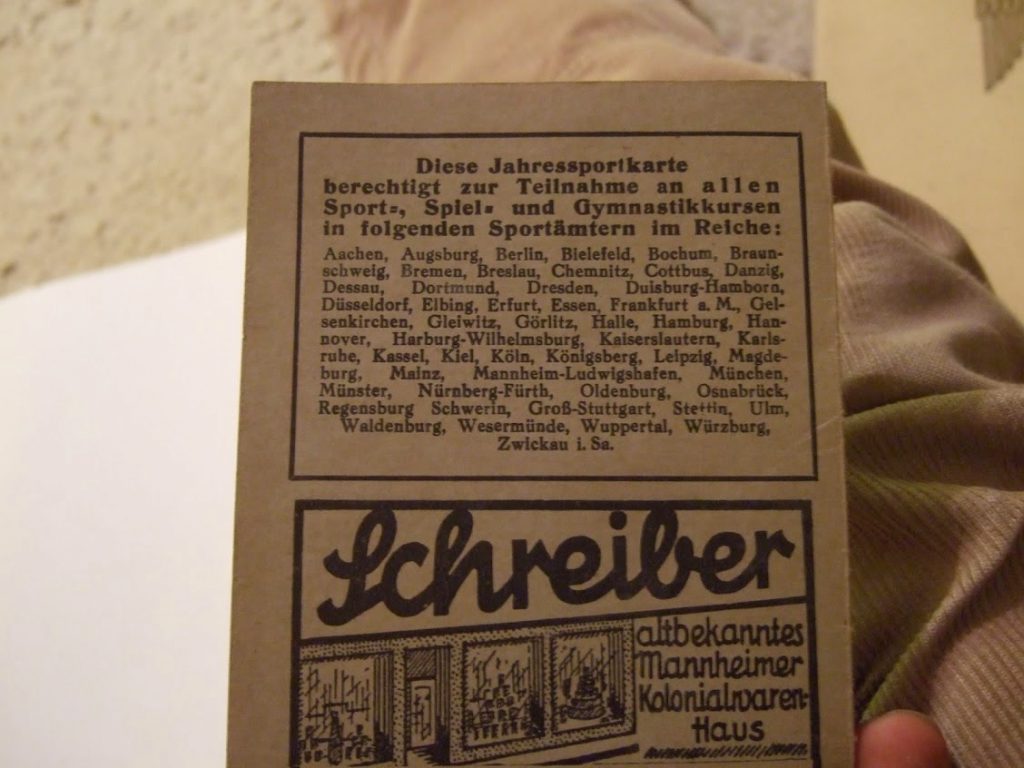 Diese Jahressportkarte
berechtigt zur Teilnahme an allen
Sport-, Spiel- und Gymnastikkursen
in folgenden Sportämtern im Reiche:
Aachen, Augsburg, Berlin, Bielefeld, Bochum, Braun-
schweig, Bremen, Breslau, Chemnitz, Cottbus, Danzig,
Dessau, Dortmund, Dresden, Duisburg-Hamborn,
Düsseldorf, Elbing, Erfurt, Essen, Frankfurt a. M., Gel-
senkirchen, Gleiwitz, Görlitz, Halle, Hamburg, Han-
nover, Harburg-Wilhelmsburg, Kaiserslautern, Karls-
ruhe, Kassel, Kiel, Köln, Königsberg, Leipzig, Magde-
burg, Mainz, Mannheim-Ludwigshafen, München,
Münster, Nürnberg-Fürth, Oldenburg, Osnabrück,
Regensburg Schwerin, Groß-Stuttgart, Stettin, Ulm,
Waldenburg, Wesermünde, Wuppertal, Würzburg,
Zwickau i. Sa.
Schreiber
altbekanntes
Mannheimer
Kolonialwaren-
Haus